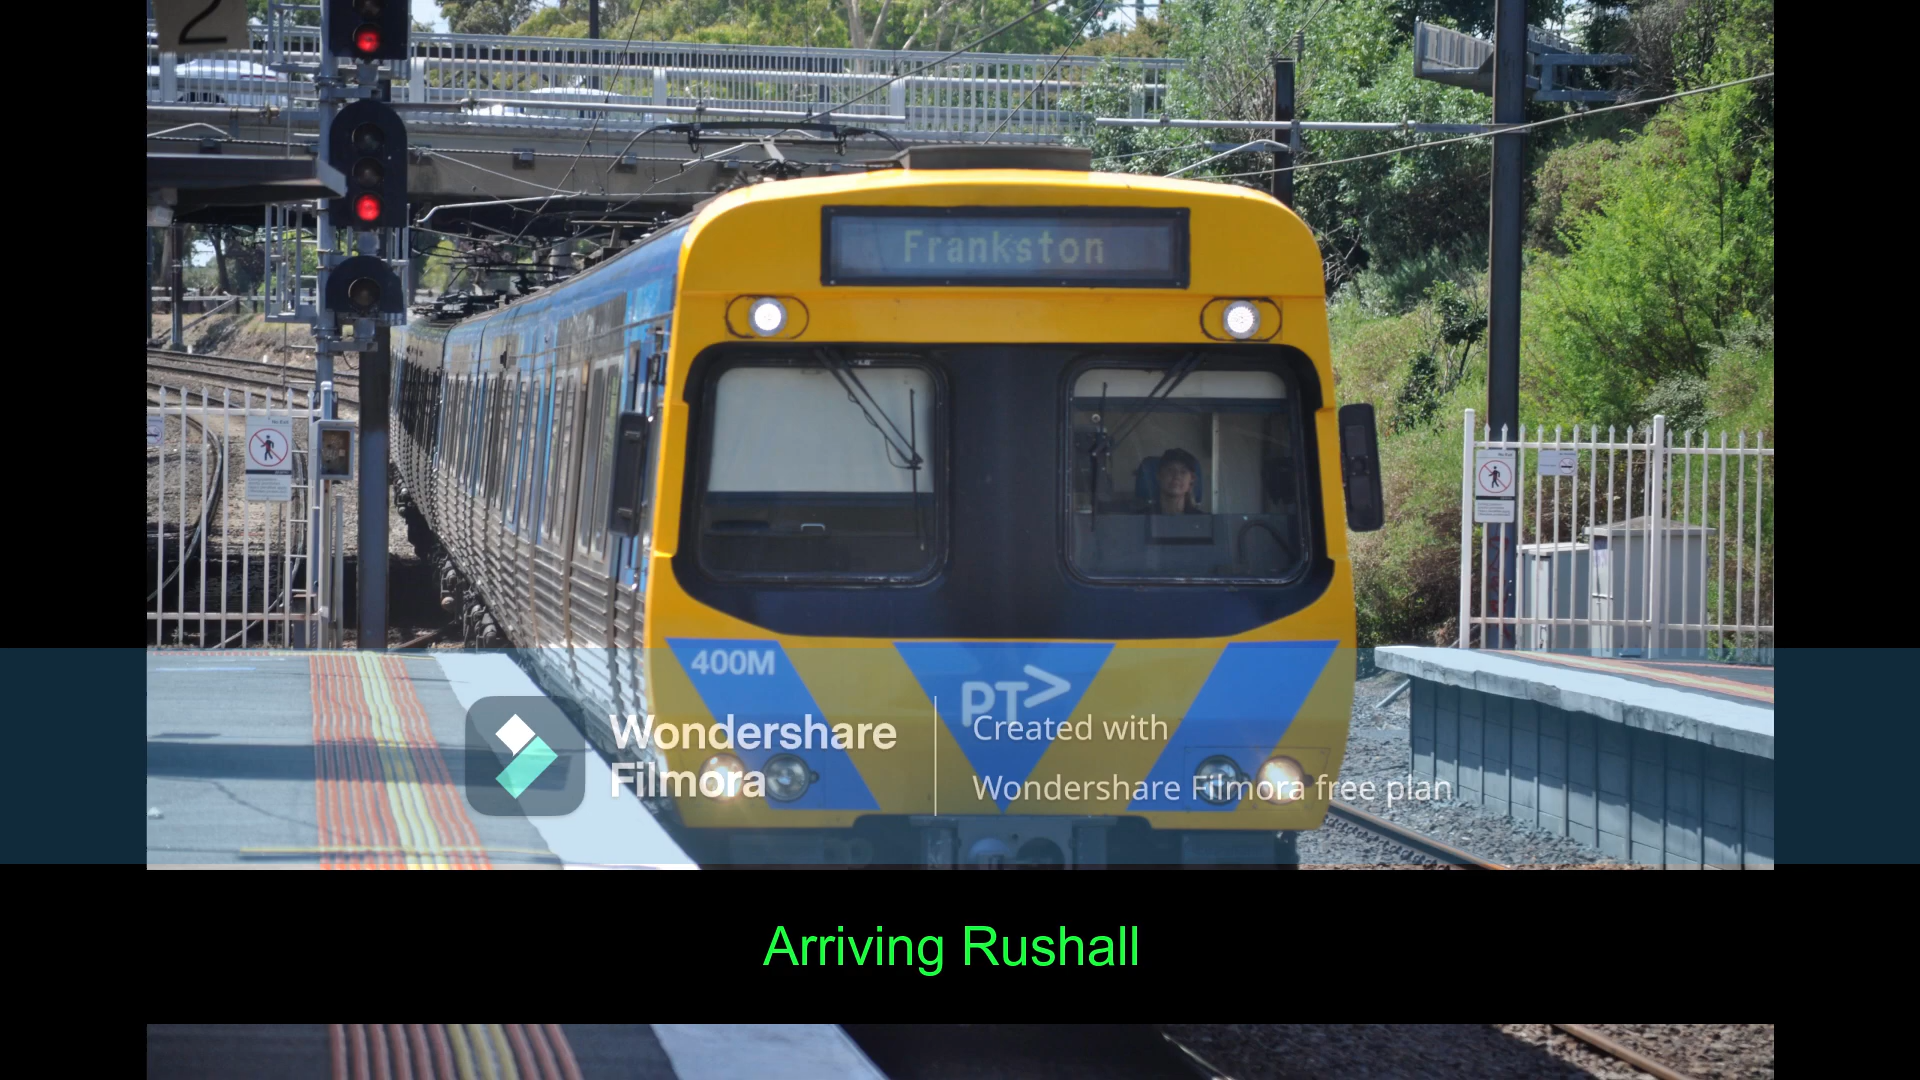 2
Frankston
400M
PT>
Wondershare
Filmora
Created with
Wondershare Filmora free plan
Arriving Rushall